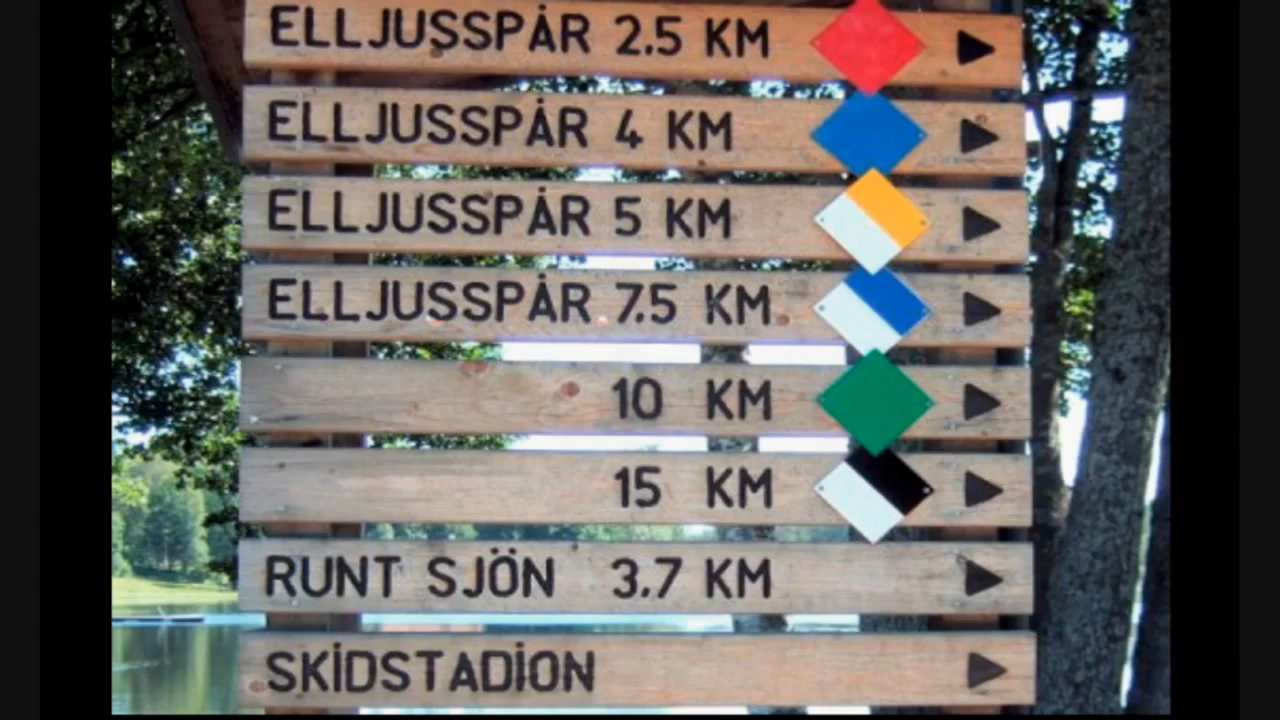 ELLJUSSPÅR 2.5 KM
ELLJUSSPÅR 4 KM
ELLJUSSPÅR 5 KM
ELLJUSSPÅR 7.5 KM
10 KM
15 KM
RUNT SJÖN 3.7 KM
SKIDSTADION